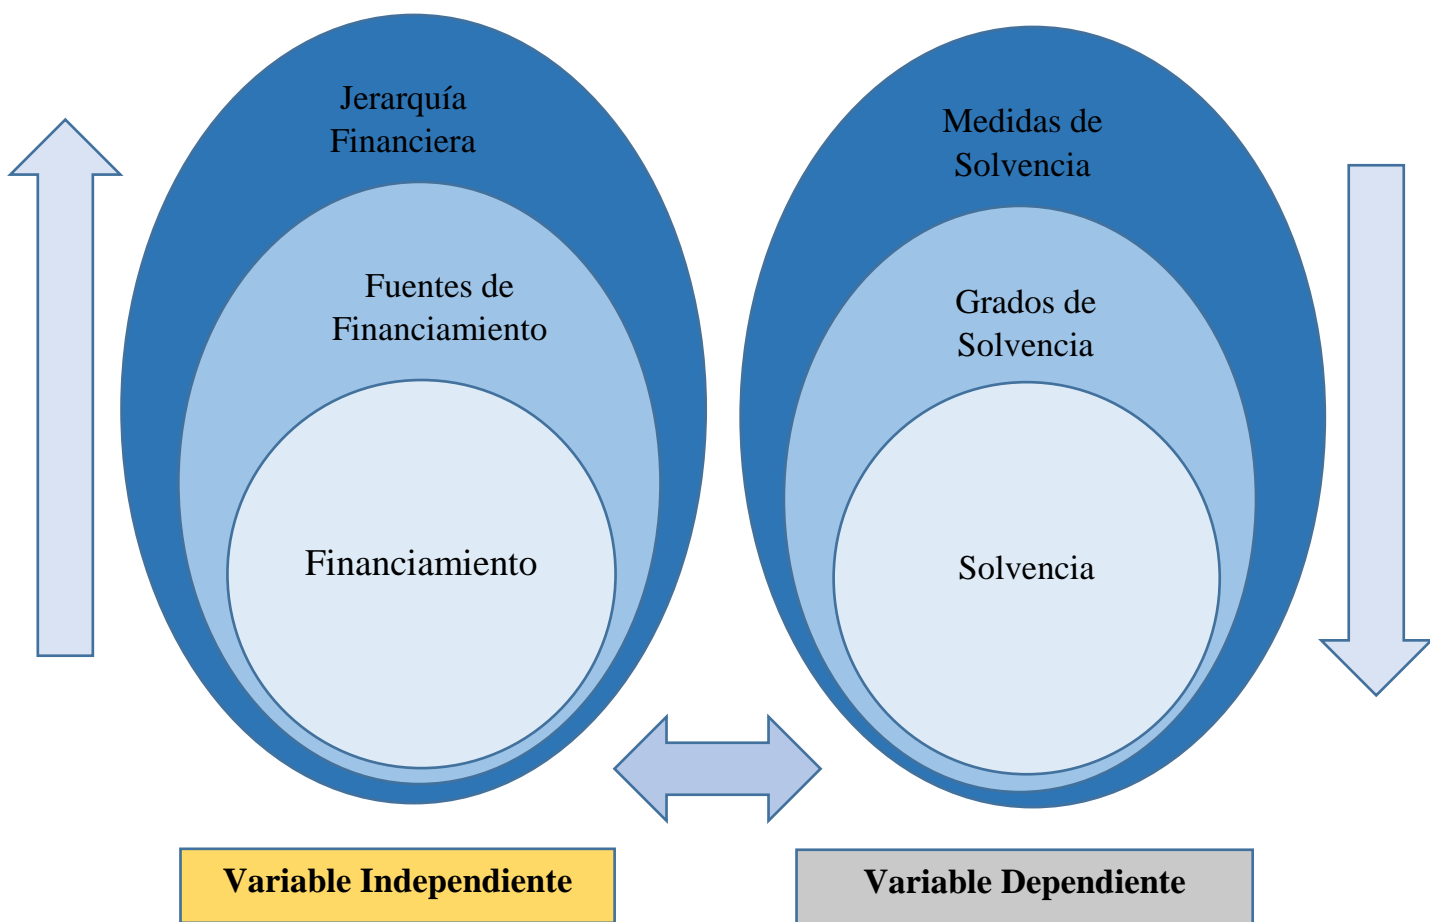 Jerarquía
Financiera
Fuentes de
Financiamiento
Financiamiento
Variable Independiente
Medidas de
Solvencia
Grados de
Solvencia
Solvencia
Variable Dependiente